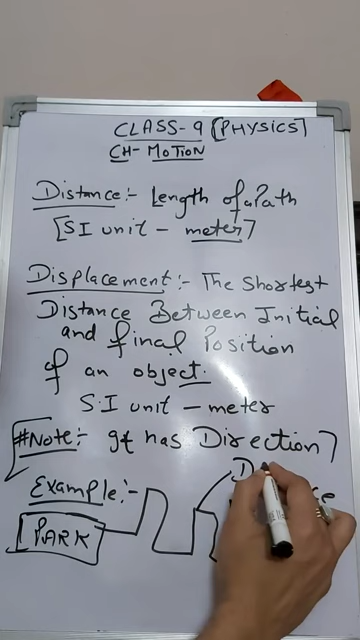 CLASS-9 [PHYSICS]
CH- MOTION
Distance:- Length of a Path
[SI unit - meter]
Displacement:- The Shortest
Distance Between Initial
and final Position
of an object.
S.I unit - meter
#Note:- It has Direction]
Example:-
PARK